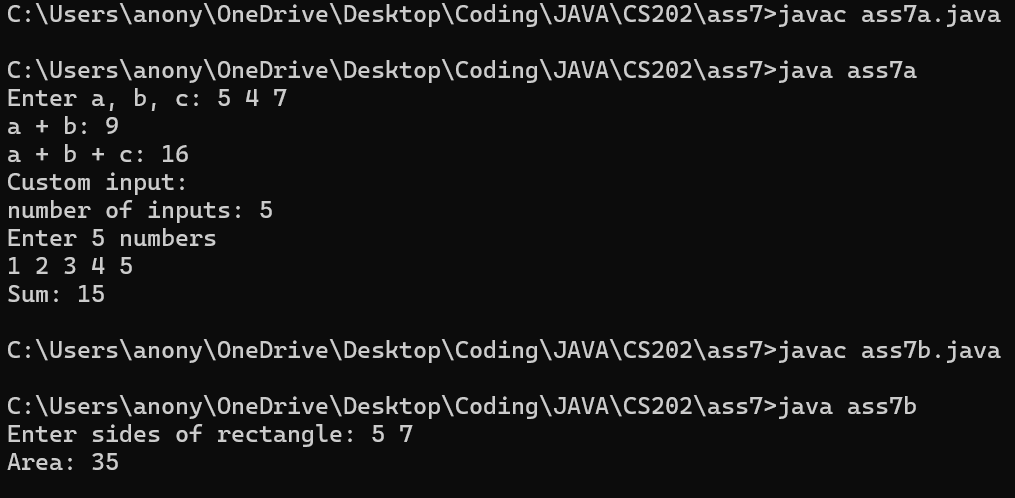 C:\Users\anony\OneDrive\Desktop\Coding\JAVA\CS202\ass7>javac ass7a.java
C:\Users\anony\OneDrive\Desktop\Coding\JAVA\CS202\ass7>java ass7a
Enter a, b, c: 5 4 7
a + b: 9
a + b + c: 16
Custom input:
number of inputs: 5
Enter 5 numbers
1 2 3 4 5
Sum: 15
C:\Users\anony\OneDrive\Desktop\Coding\JAVA\CS202\ass7>javac ass7b.java
C:\Users\anony\OneDrive\Desktop\Coding\JAVA\CS202\ass7>java ass7b
Enter sides of rectangle: 5 7
Area: 35